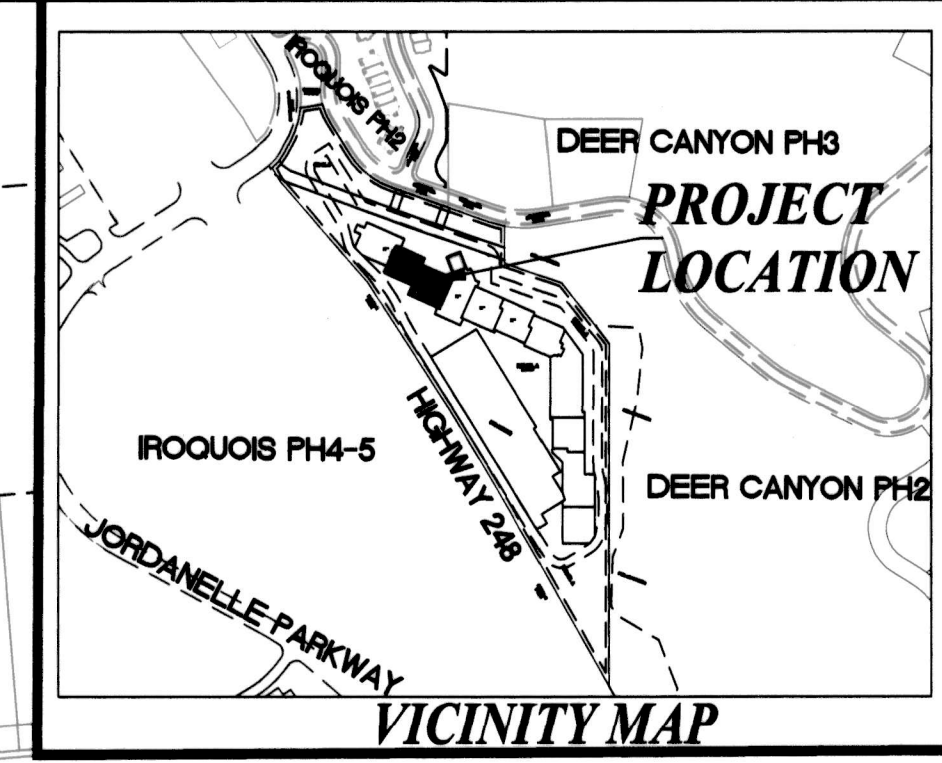 IROQUOIS PH2
DEER CANYON PH3
PROJECT
LOCATION
HIGHWAY 248
IROQUOIS PH4-5
DEER CANYON PH2
JORDANELLE PARKWAY
VICINITY MAP